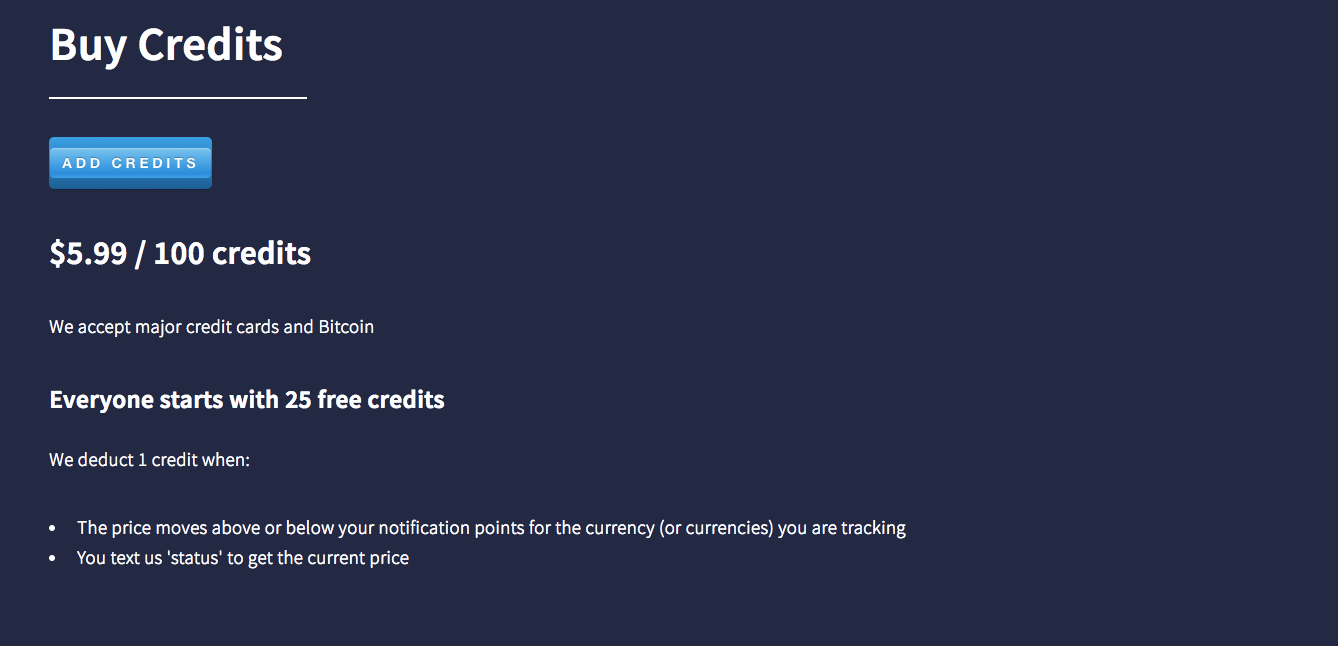 Buy Credits
ADD CREDITS
$5.99 / 100 credits
We accept major credit cards and Bitcoin
Everyone starts with 25 free credits
We deduct 1 credit when:
• The price moves above or below your notification points for the currency (or currencies) you are tracking
• You text us 'status' to get the current price